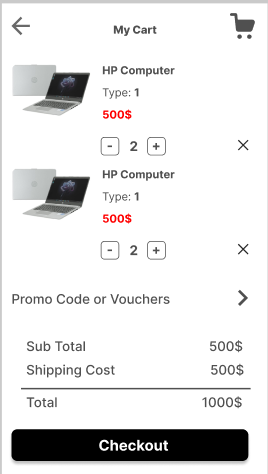 My Cart
HP Computer
Type: 1
500$
- 2 +
HP Computer
Type: 1
500$
- 2 +
Promo Code or Vouchers
Sub Total 500$
Shipping Cost 500$
Total 1000$
Checkout